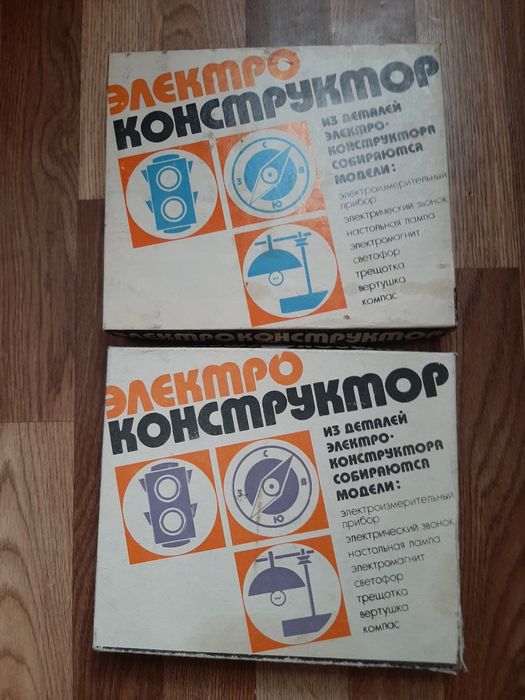 ЭЛЕКТРО
КОНСТРУКТОР
ИЗ ДЕТАЛЕЙ
ЭЛЕКТРО-
КОНСТРУКТОРА
СОБИРАЮТСЯ
МОДЕЛИ:
электроизмерительный
прибор
электрический звонок
настольная лампа
электромагнит
светофор
трещотка
вертушка
компас
С
З
В
Ю
ЭЛЕКТРОКОНСТРУКТОР
ЭЛЕКТРО
КОНСТРУКТОР
ИЗ ДЕТАЛЕЙ
ЭЛЕКТРО-
КОНСТРУКТОРА
СОБИРАЮТСЯ
МОДЕЛИ:
электроизмерительный
прибор
электрический звонок
настольная лампа
электромагнит
светофор
трещотка
вертушка
компас
С
З
В
Ю